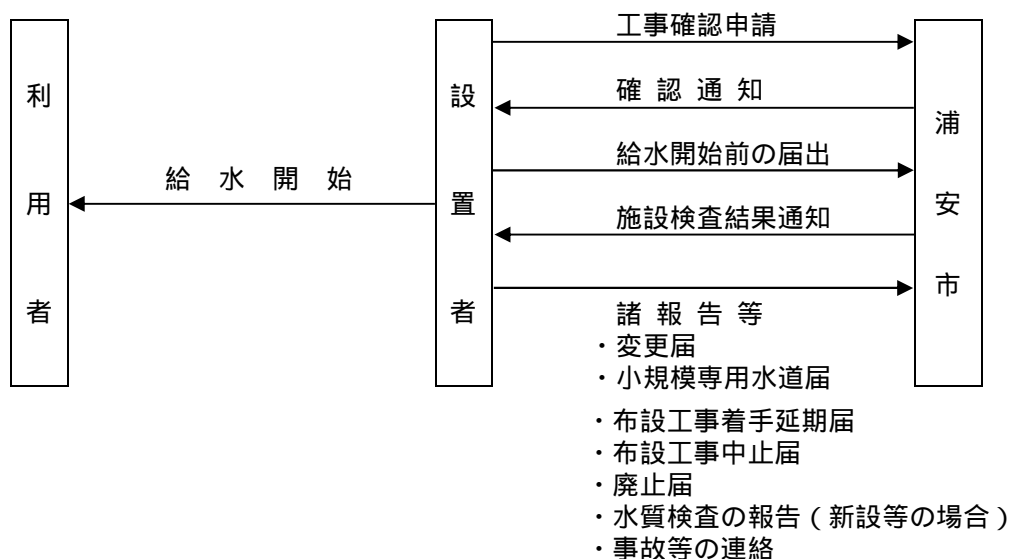 利用者
給水開始
設置者
工事確認申請
確認通知
給水開始前の届出
施設検査結果通知
諸報告等
・変更届
・小規模専用水道届
・布設工事着手延期届
・布設工事中止届
・廃止届
・水質検査の報告(新設等の場合)
・事故等の連絡
浦安市